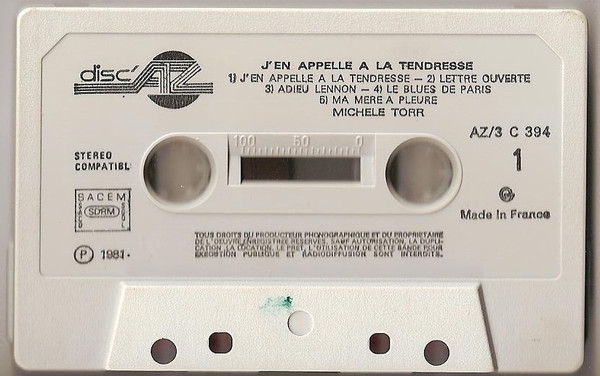 disc'AZ
J'EN APPELLE A LA TENDRESSE
1) J'EN APPELLE A LA TENDRESSE — 2) LETTRE OUVERTE
3) ADIEU LENNON — 4) LE BLUES DE PARIS
5) MA MERE A PLEURE
MICHELE TORR
100 50 0
AZ/3 C 394
1
STEREO
COMPATIBL
SACEM
SDRM
Made in France
P 1981.
TOUS DROITS DU PRODUCTEUR PHONOGRAPHIQUE ET DU PROPRIETAIRE
DE L'OEUVRE ENREGISTREE RESERVES. SAUF AUTORISATION, LA DUPLI-
CATION, LA LOCATION, LE PRET, L'UTILISATION DE CETTE BANDE POUR
EXECUTION PUBLIQUE ET RADIODIFFUSION SONT INTERDITS.